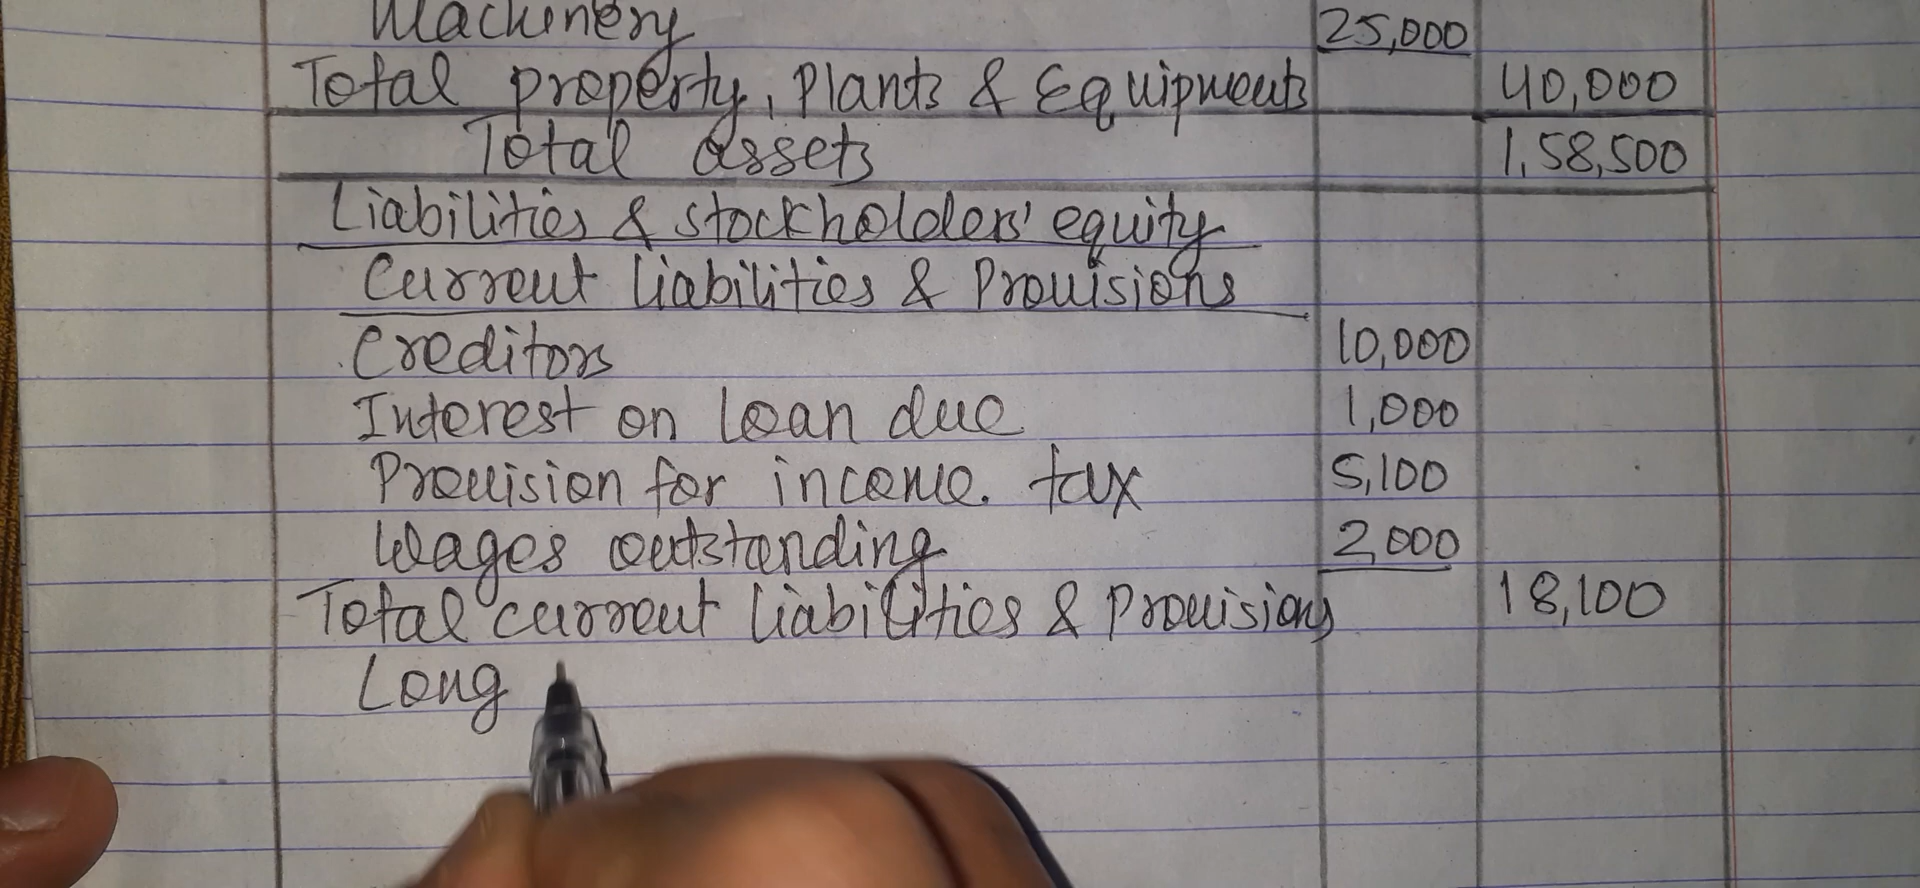 Machinery 25,000
Total property, Plants & Equipments 40,000
Total assets 1,58,500
Liabilities & stockholders' equity
Current liabilities & Provisions
Creditors 10,000
Interest on loan due 1,000
Provision for income. tax 5,100
Wages outstanding 2,000
Total current liabilities & Provisions 18,100
Long